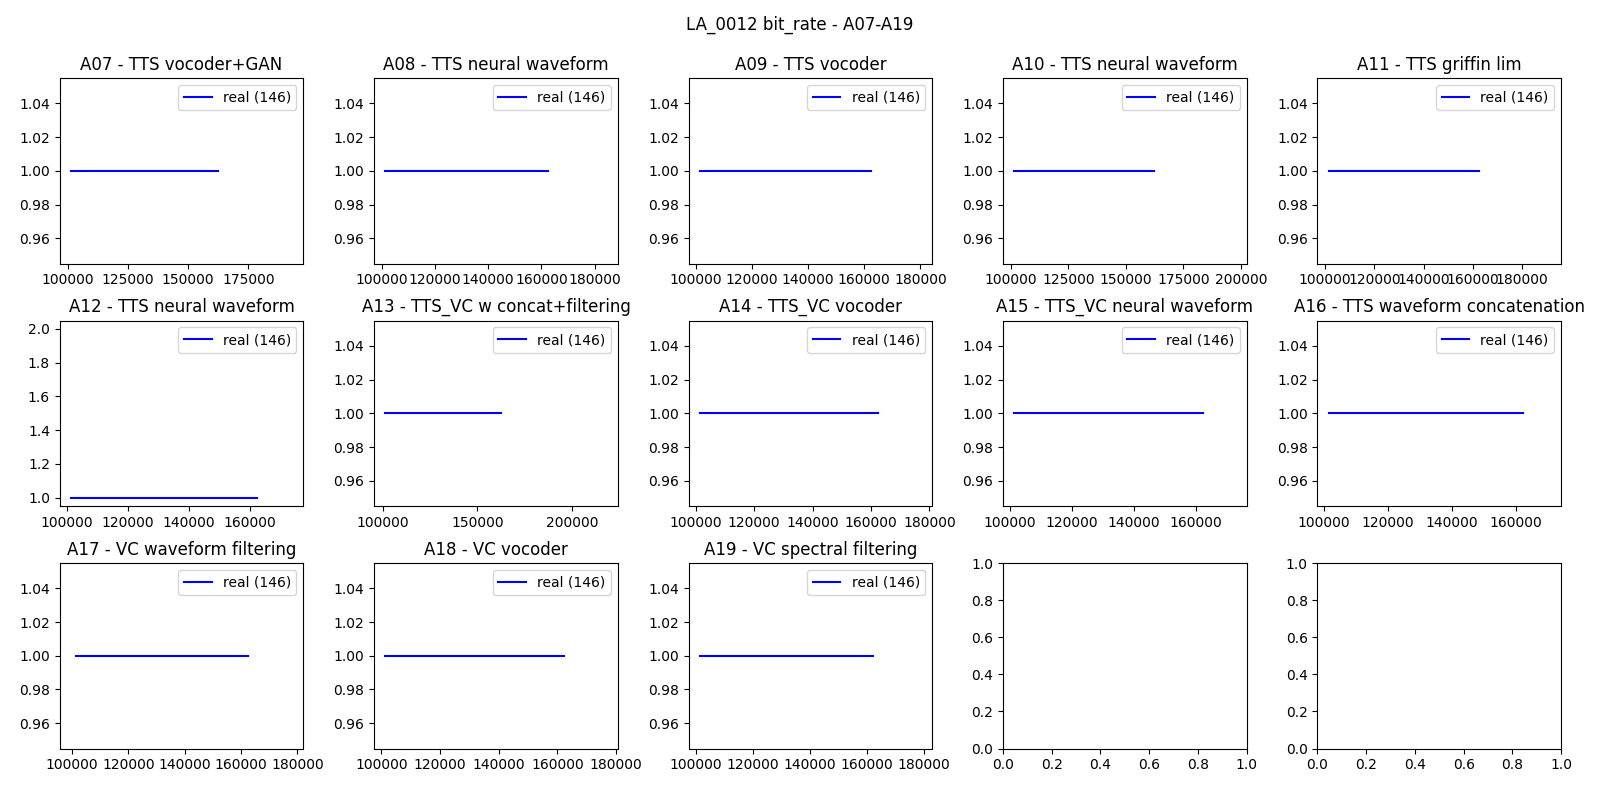 LA_0012 bit_rate - A07-A19
A07 - TTS vocoder+GAN
real (146)
1.04
1.02
1.00
0.98
0.96
100000 125000 150000 175000
A08 - TTS neural waveform
real (146)
1.04
1.02
1.00
0.98
0.96
100000 120000 140000 160000 180000
A09 - TTS vocoder
real (146)
1.04
1.02
1.00
0.98
0.96
100000 120000 140000 160000 180000
A10 - TTS neural waveform
real (146)
1.04
1.02
1.00
0.98
0.96
100000 125000 150000 175000 200000
A11 - TTS griffin lim
real (146)
1.04
1.02
1.00
0.98
0.96
100000 120000 140000 160000 180000
A12 - TTS neural waveform
real (146)
2.0
1.8
1.6
1.4
1.2
1.0
100000 120000 140000 160000
A13 - TTS_VC w concat+filtering
real (146)
1.04
1.02
1.00
0.98
0.96
100000 150000 200000
A14 - TTS_VC vocoder
real (146)
1.04
1.02
1.00
0.98
0.96
100000 120000 140000 160000 180000
A15 - TTS_VC neural waveform
real (146)
1.04
1.02
1.00
0.98
0.96
100000 120000 140000 160000
A16 - TTS waveform concatenation
real (146)
1.04
1.02
1.00
0.98
0.96
100000 120000 140000 160000
A17 - VC waveform filtering
real (146)
1.04
1.02
1.00
0.98
0.96
100000 120000 140000 160000 180000
A18 - VC vocoder
real (146)
1.04
1.02
1.00
0.98
0.96
100000 120000 140000 160000 180000
A19 - VC spectral filtering
real (146)
1.04
1.02
1.00
0.98
0.96
100000 120000 140000 160000 180000
1.0
0.8
0.6
0.4
0.2
0.0
0.0 0.2 0.4 0.6 0.8 1.0
1.0
0.8
0.6
0.4
0.2
0.0
0.0 0.2 0.4 0.6 0.8 1.0